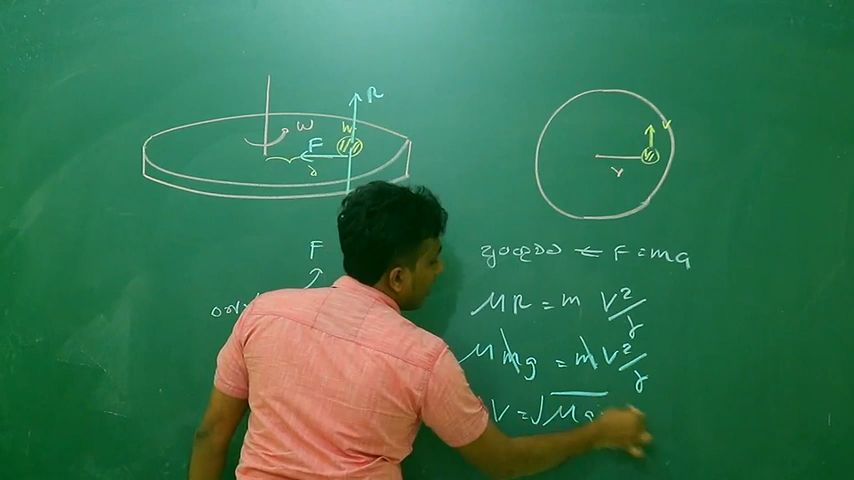 R
W
W
F
r
V
r
F
← F = ma
μR = m V²/r
μmg = m V²/r
V = √μg